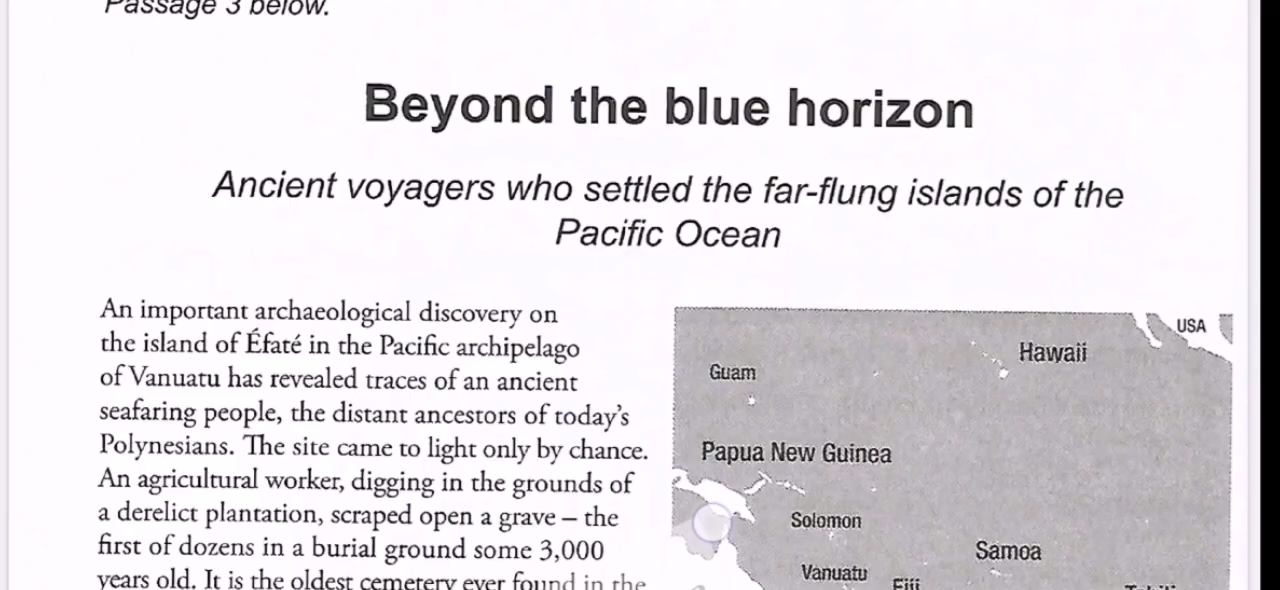 Passage 3 below.
Beyond the blue horizon
Ancient voyagers who settled the far-flung islands of the
Pacific Ocean
An important archaeological discovery on
the island of Éfaté in the Pacific archipelago
of Vanuatu has revealed traces of an ancient
seafaring people, the distant ancestors of today's
Polynesians. The site came to light only by chance.
An agricultural worker, digging in the grounds of
a derelict plantation, scraped open a grave – the
first of dozens in a burial ground some 3,000
years old. It is the oldest cemetery ever found in the
USA
Hawaii
Guam
Papua New Guinea
Solomon
Samoa
Vanuatu
Fiji
Tahiti